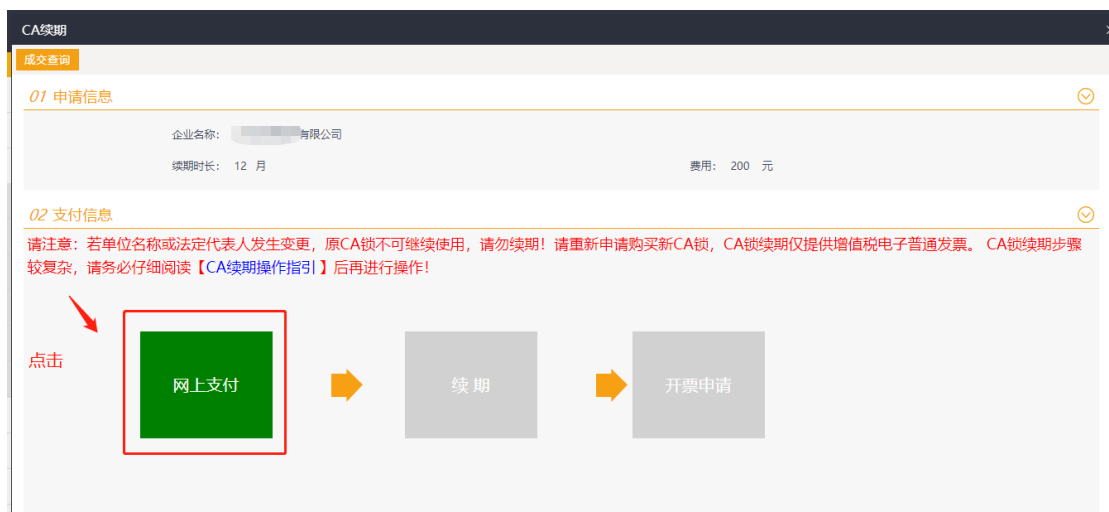 CA续期
成交查询
01 申请信息
企业名称： 有限公司
续期时长： 12 月 费用： 200 元
02 支付信息
请注意：若单位名称或法定代表人发生变更，原CA锁不可继续使用，请勿续期！请重新申请购买新CA锁，CA锁续期仅提供增值税电子普通发票。 CA锁续期步骤
较复杂，请务必仔细阅读【CA续期操作指引】后再进行操作！
点击
网上支付 续 期 开票申请